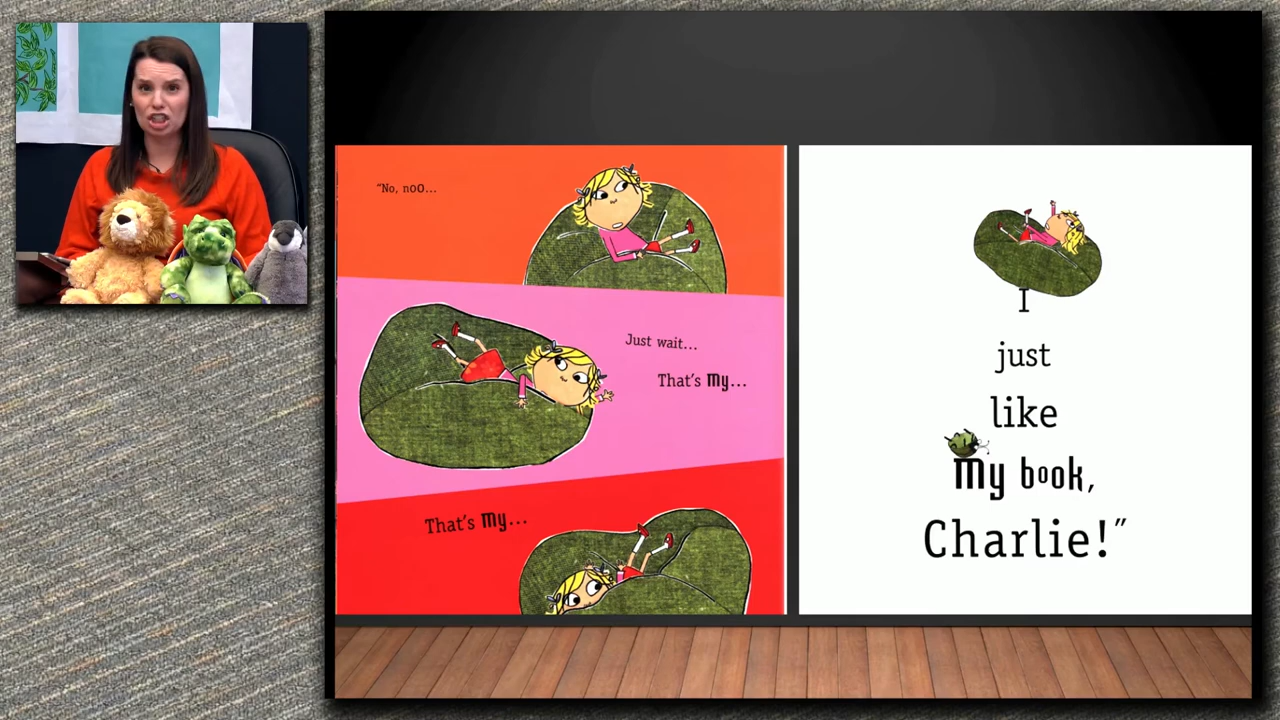 "No, noo...
Just wait...
That's My...
That's My...
I
just
like
My book,
Charlie!"